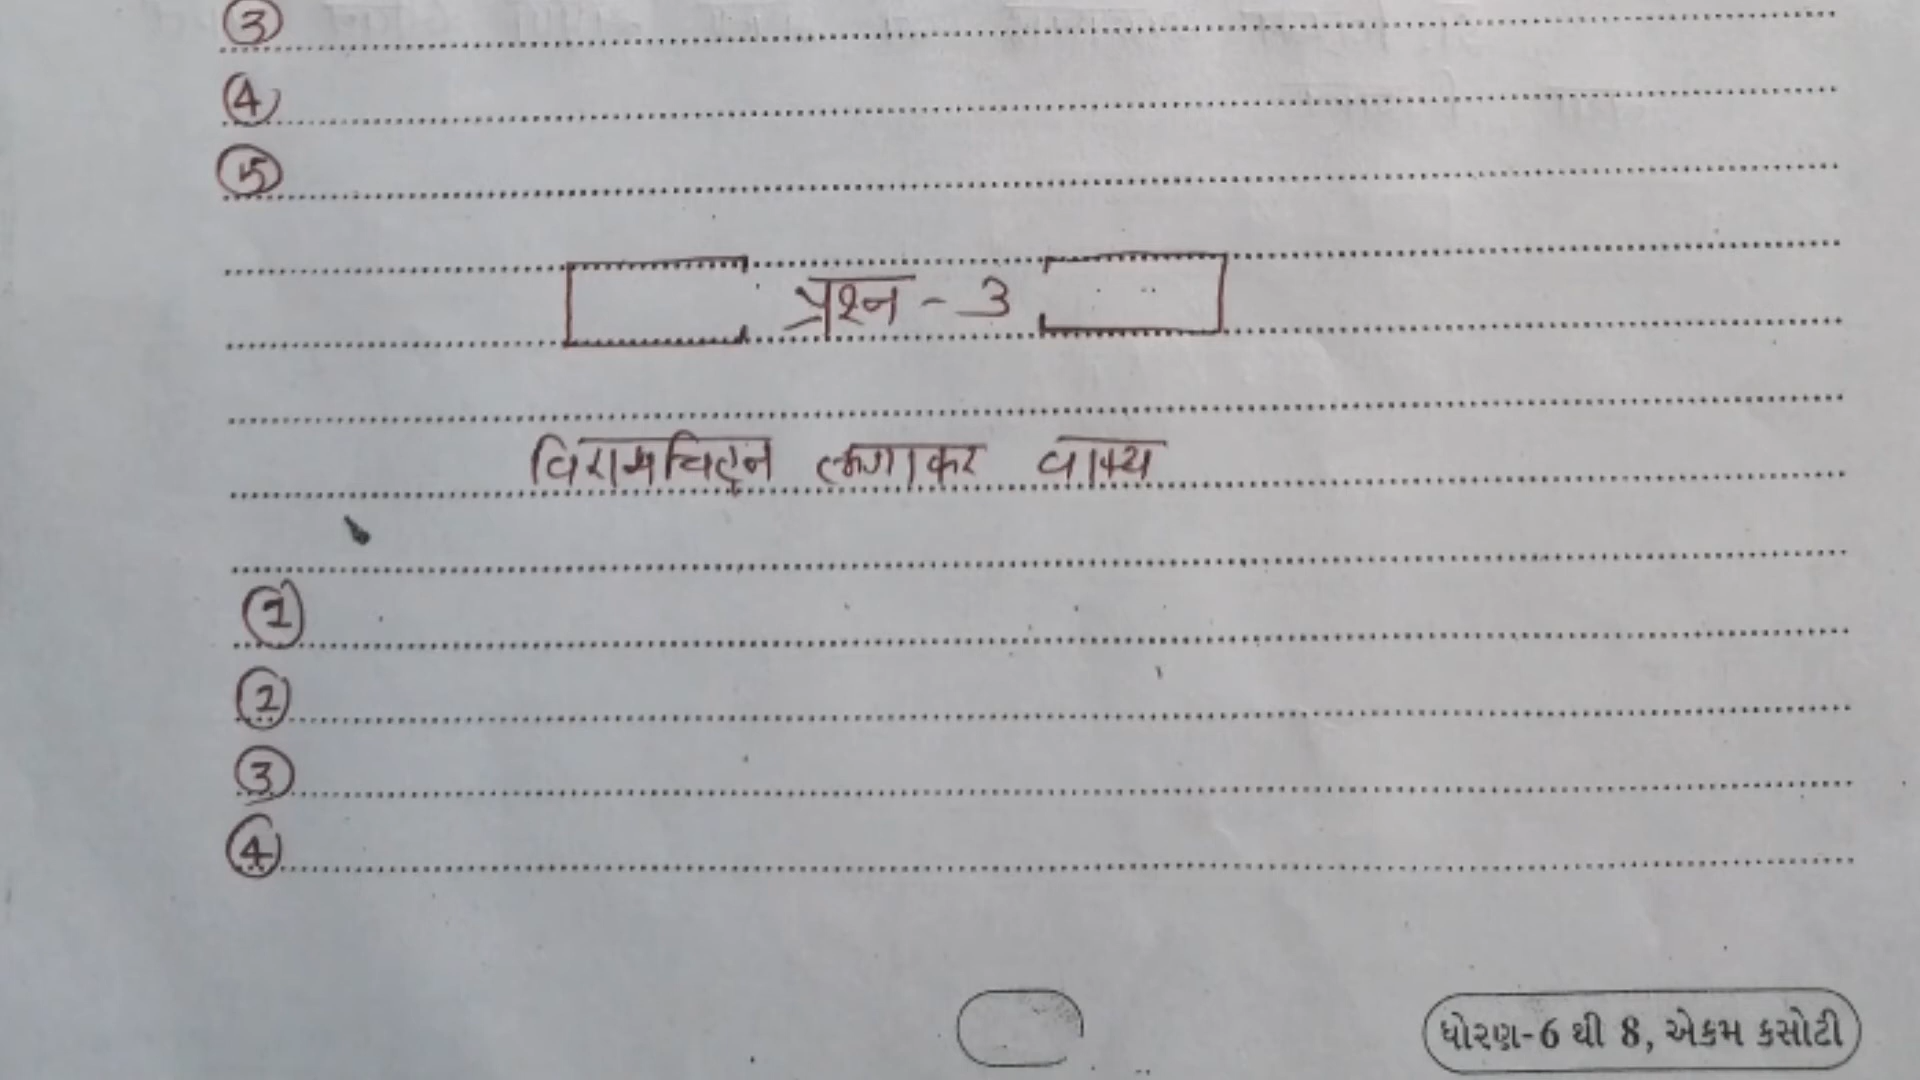 3
4
5
प्रश्न - 3
विरामचिह्न लगाकर वाक्य
1
2
3
4
ધોરણ-6 થી 8, એકમ કસોટી